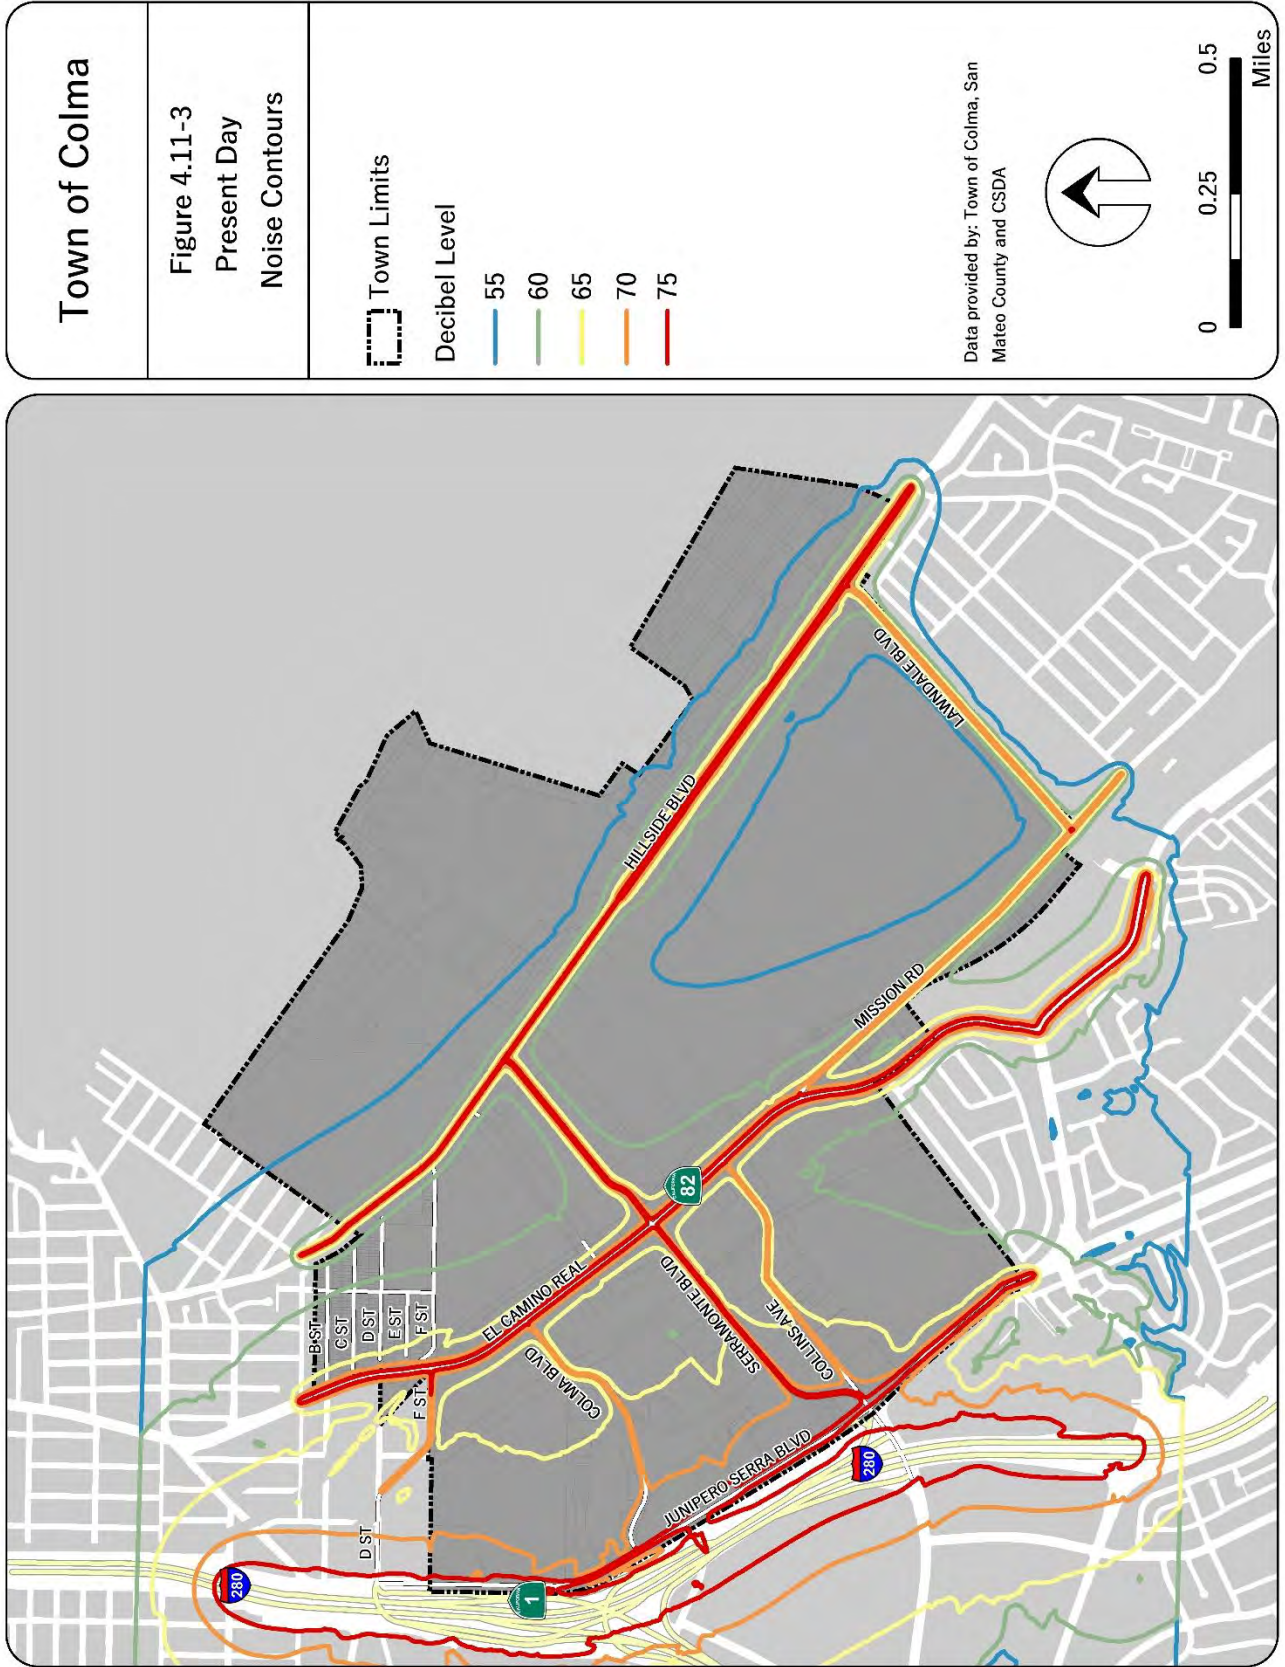 Town of Colma
Figure 4.11-3
Present Day
Noise Contours
Town Limits
Decibel Level
55
60
65
70
75
Data provided by: Town of Colma, San
Mateo County and CSDA
0
0.25
0.5
Miles
B ST
C ST
D ST
E ST
F ST
F ST
D ST
EL CAMINO REAL
COLMA BLVD
SERRAMONTE BLVD
COLLINS AVE
JUNIPERO SERRA BLVD
HILLSIDE BLVD
LAWNDALE BLVD
MISSION RD
CALIFORNIA
82
CALIFORNIA
1
280
280